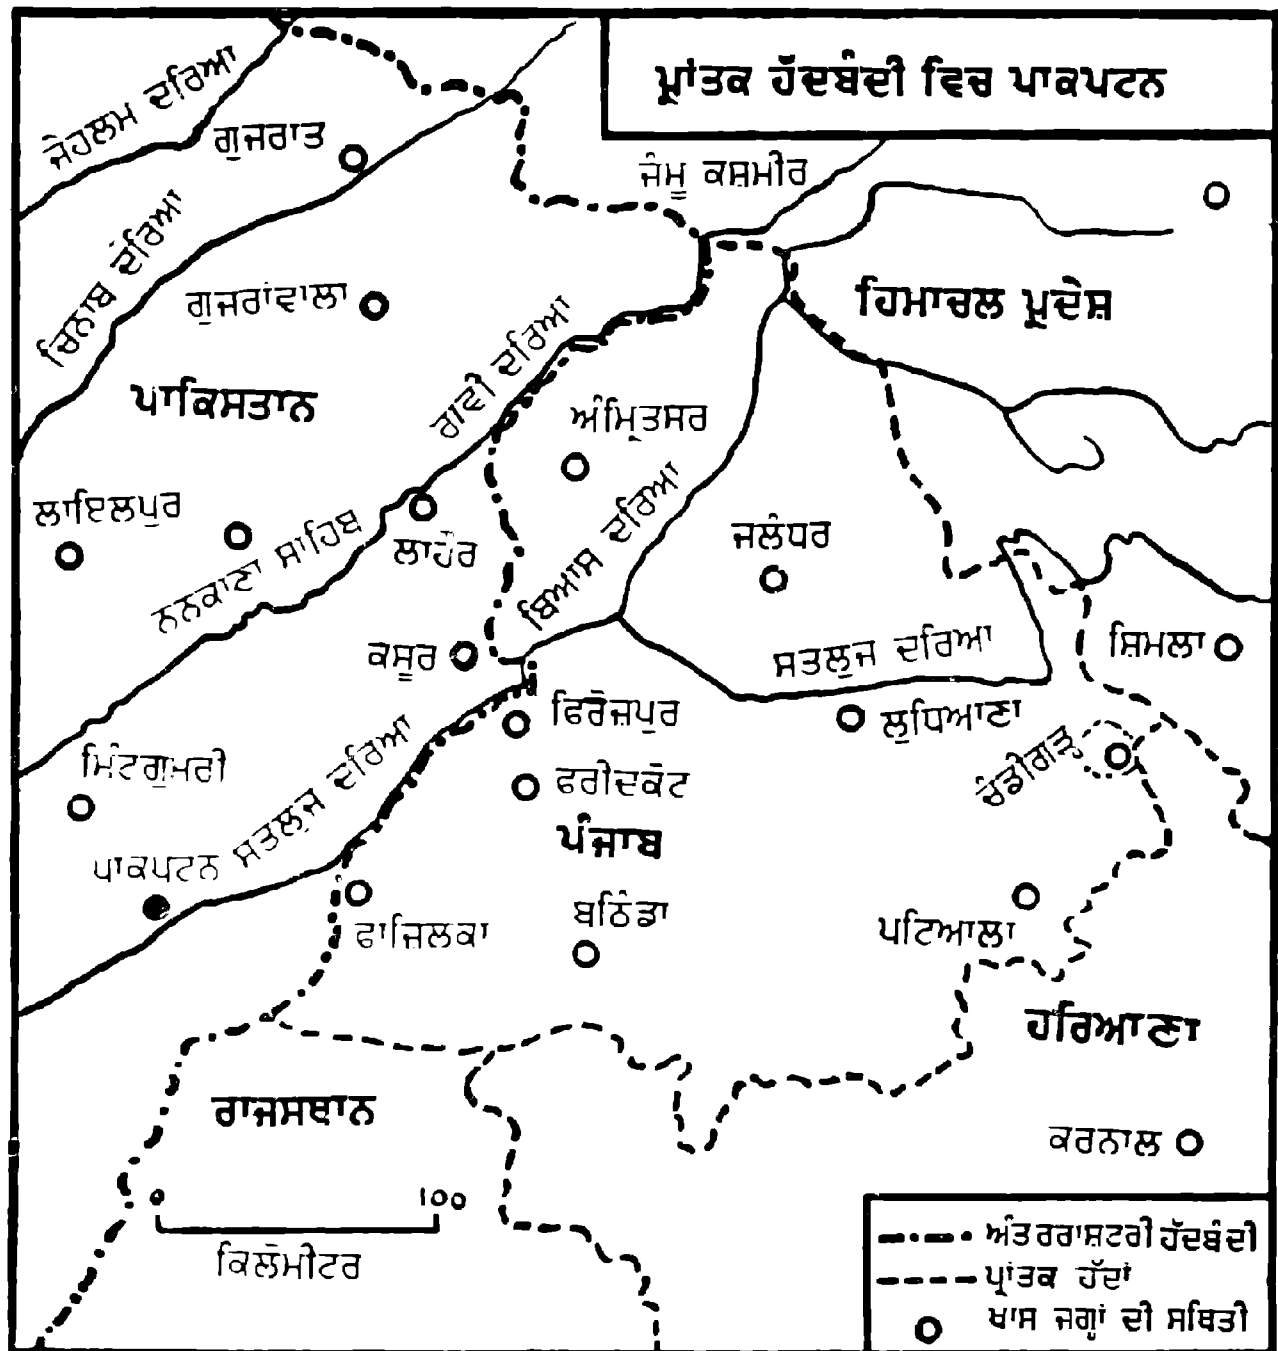 ਪ੍ਰਾਂਤਕ ਹੱਦਬੰਦੀ ਵਿਚ ਪਾਕਪਟਨ
ਜੇਹਲਮ ਦਰਿਆ
ਗੁਜਰਾਤ
ਜੰਮੂ ਕਸ਼ਮੀਰ
ਚਿਨਾਬ ਦਰਿਆ
ਗੁਜਰਾਂਵਾਲਾ
ਹਿਮਾਚਲ ਪ੍ਰਦੇਸ਼
ਰਾਵੀ ਦਰਿਆ
ਪਾਕਿਸਤਾਨ
ਅੰਮ੍ਰਿਤਸਰ
ਲਾਇਲਪੁਰ
ਨਨਕਾਣਾ ਸਾਹਿਬ
ਲਾਹੌਰ
ਬਿਆਸ ਦਰਿਆ
ਜਲੰਧਰ
ਕਸੂਰ
ਸਤਲੁਜ ਦਰਿਆ
ਸ਼ਿਮਲਾ
ਫਿਰੋਜ਼ਪੁਰ
ਲੁਧਿਆਣਾ
ਮਿੰਟਗੁਮਰੀ
ਸਤਲੁਜ ਦਰਿਆ
ਫਰੀਦਕੋਟ
ਚੰਡੀਗੜ੍ਹ
ਪੰਜਾਬ
ਪਾਕਪਟਨ
ਫਾਜ਼ਿਲਕਾ
ਬਠਿੰਡਾ
ਪਟਿਆਲਾ
ਹਰਿਆਣਾ
ਰਾਜਸਥਾਨ
ਕਰਨਾਲ
0 100
ਕਿਲੋਮੀਟਰ
ਅੰਤਰਰਾਸ਼ਟਰੀ ਹੱਦਬੰਦੀ
ਪ੍ਰਾਂਤਕ ਹੱਦਾਂ
ਖਾਸ ਜਗ੍ਹਾਂ ਦੀ ਸਥਿਤੀ